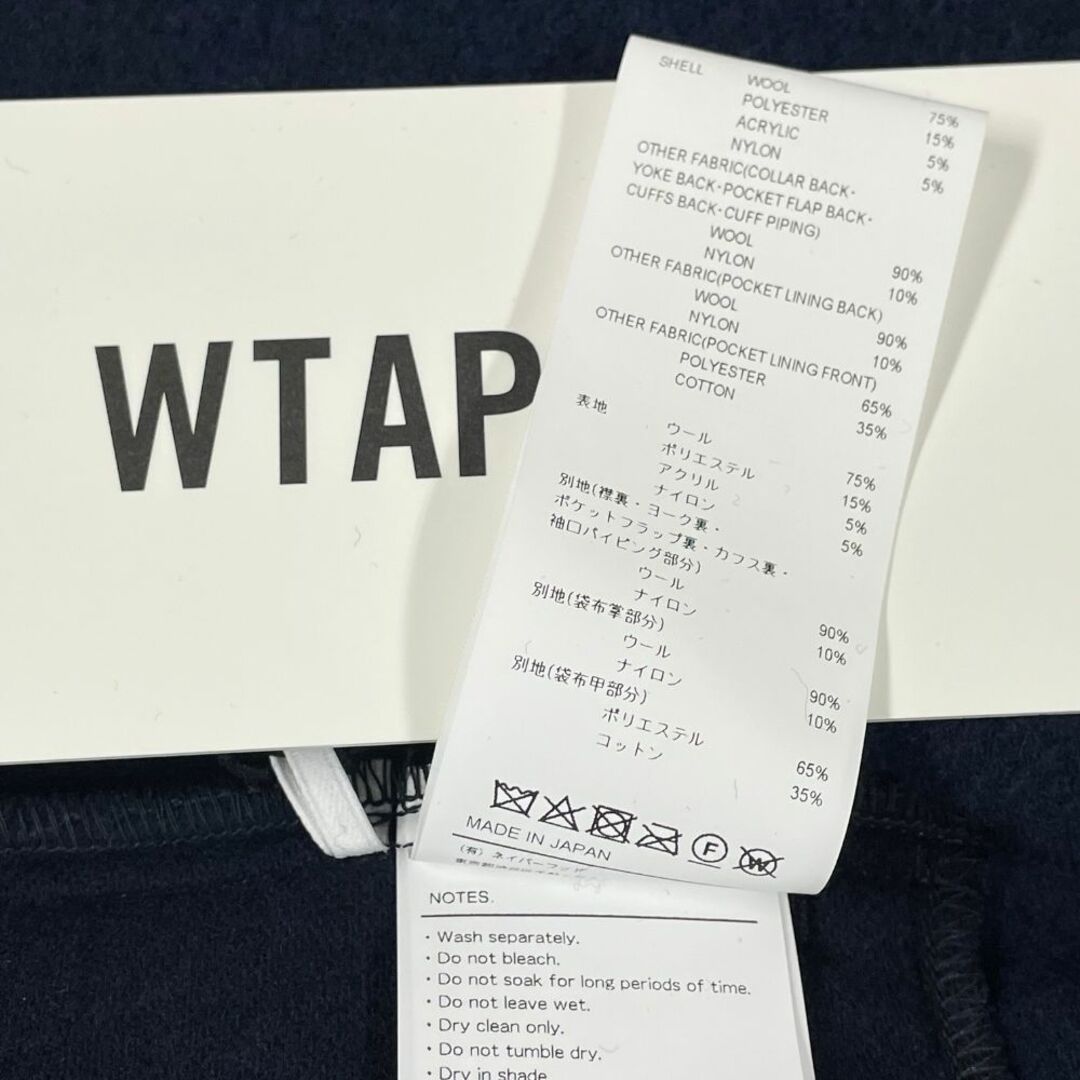 WTAP
SHELL
WOOL 75%
POLYESTER 15%
ACRYLIC 5%
NYLON 5%
OTHER FABRIC(COLLAR BACK・
YOKE BACK・POCKET FLAP BACK・
CUFFS BACK・CUFF PIPING)
WOOL 90%
NYLON 10%
OTHER FABRIC(POCKET LINING BACK)
WOOL 90%
NYLON 10%
OTHER FABRIC(POCKET LINING FRONT)
POLYESTER 65%
COTTON 35%
表地
ウール 75%
ポリエステル 15%
アクリル 5%
ナイロン 5%
別地(襟裏・ヨーク裏・
ポケットフラップ裏・カフス裏・
袖口パイピング部分)
ウール 90%
ナイロン 10%
別地(袋布掌部分)
ウール 90%
ナイロン 10%
別地(袋布甲部分)
ポリエステル 65%
コットン 35%
F W
MADE IN JAPAN
(有)ネイバーフッド
NOTES.
・Wash separately.
・Do not bleach.
・Do not soak for long periods of time.
・Do not leave wet.
・Dry clean only.
・Do not tumble dry.
・Dry in shade